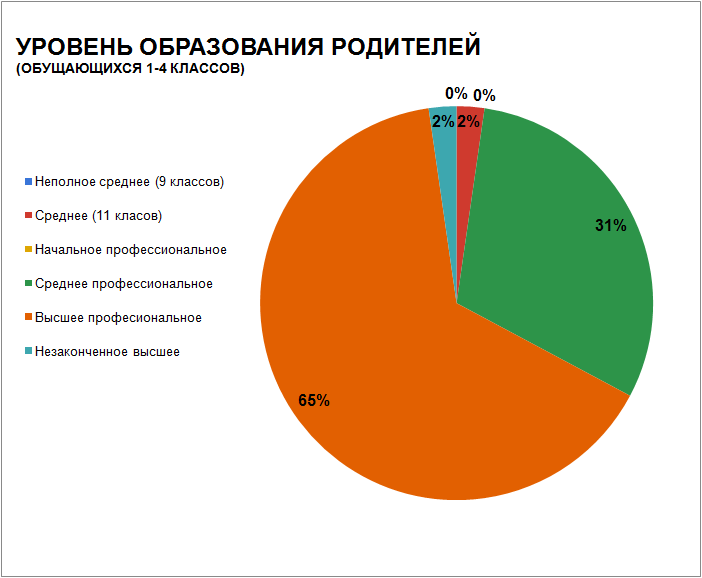 УРОВЕНЬ ОБРАЗОВАНИЯ РОДИТЕЛЕЙ
(ОБУЩАЮЩИХСЯ 1-4 КЛАССОВ)
0%
0%
2%
2%
Неполное среднее (9 классов)
Среднее (11 класов)
31%
Начальное профессиональное
Среднее профессиональное
Высшее професиональное
Незаконченное высшее
65%